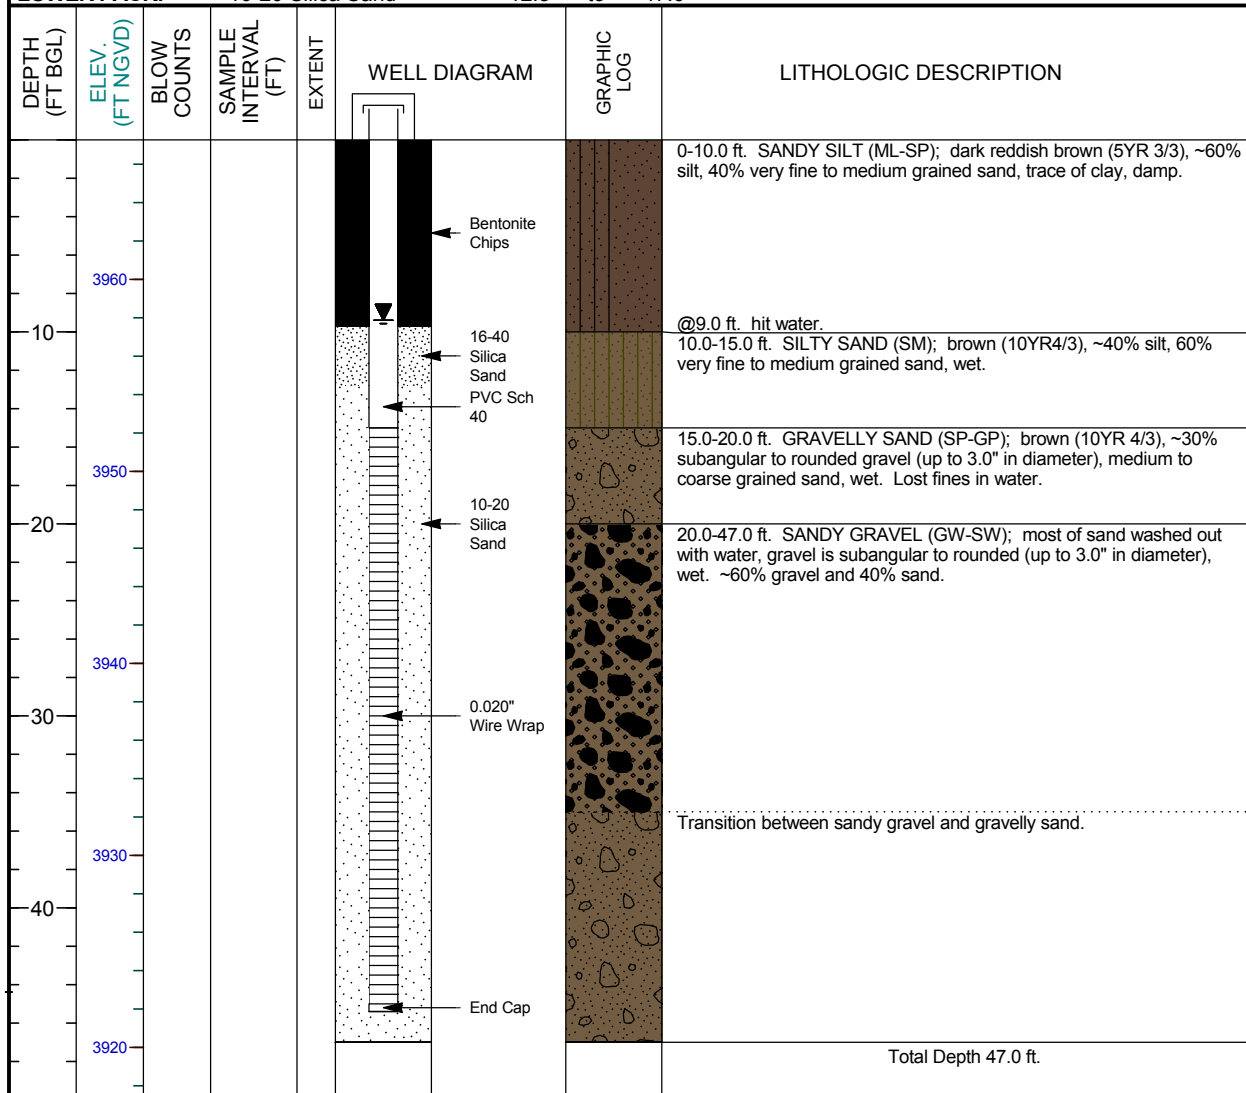 DEPTH
(FT BGL)
ELEV.
(FT NGVD)
BLOW
COUNTS
SAMPLE
INTERVAL
(FT)
EXTENT
WELL DIAGRAM
GRAPHIC
LOG
LITHOLOGIC DESCRIPTION
0-10.0 ft. SANDY SILT (ML-SP); dark reddish brown (5YR 3/3), ~60%
silt, 40% very fine to medium grained sand, trace of clay, damp.
Bentonite
Chips
3960
@9.0 ft. hit water.
10
16-40
Silica
Sand
10.0-15.0 ft. SILTY SAND (SM); brown (10YR4/3), ~40% silt, 60%
very fine to medium grained sand, wet.
PVC Sch
40
15.0-20.0 ft. GRAVELLY SAND (SP-GP); brown (10YR 4/3), ~30%
subangular to rounded gravel (up to 3.0" in diameter), medium to
coarse grained sand, wet. Lost fines in water.
3950
10-20
Silica
Sand
20
20.0-47.0 ft. SANDY GRAVEL (GW-SW); most of sand washed out
with water, gravel is subangular to rounded (up to 3.0" in diameter),
wet. ~60% gravel and 40% sand.
3940
30
0.020"
Wire Wrap
Transition between sandy gravel and gravelly sand.
3930
40
End Cap
3920
Total Depth 47.0 ft.